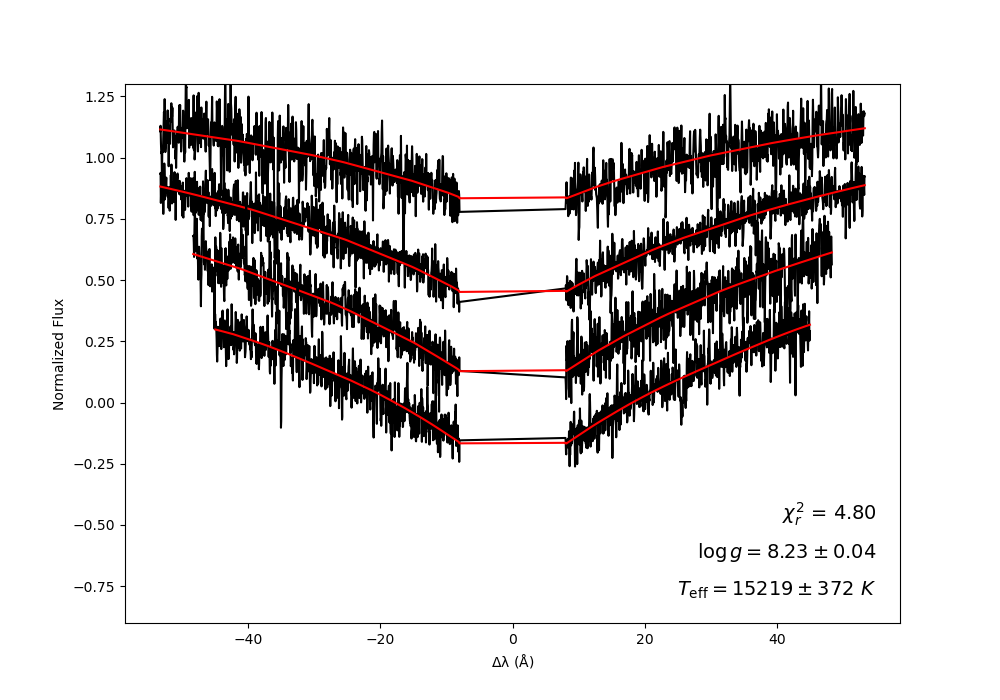 1.25
1.00
0.75
0.50
0.25
0.00
−0.25
−0.50
−0.75
Normalized Flux
χ²ᵣ = 4.80
log g = 8.23 ± 0.04
T_eff = 15219 ± 372 K
−40 −20 0 20 40
Δλ (Å)